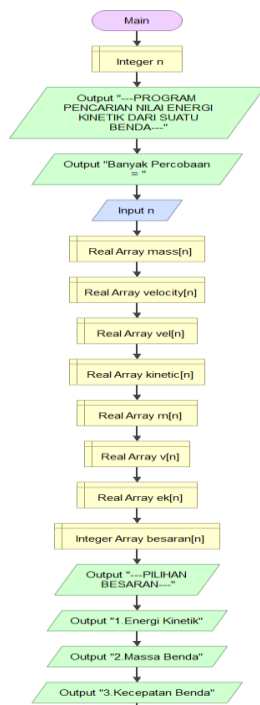 Main
Integer n
Output "---PROGRAM
PENCARIAN NILAI ENERGI
KINETIK DARI SUATU
BENDA---"
Output "Banyak Percobaan
= "
Input n
Real Array mass[n]
Real Array velocity[n]
Real Array vel[n]
Real Array kinetic[n]
Real Array m[n]
Real Array v[n]
Real Array ek[n]
Integer Array besaran[n]
Output "---PILIHAN
BESARAN---"
Output "1.Energi Kinetik"
Output "2.Massa Benda"
Output "3.Kecepatan Benda"